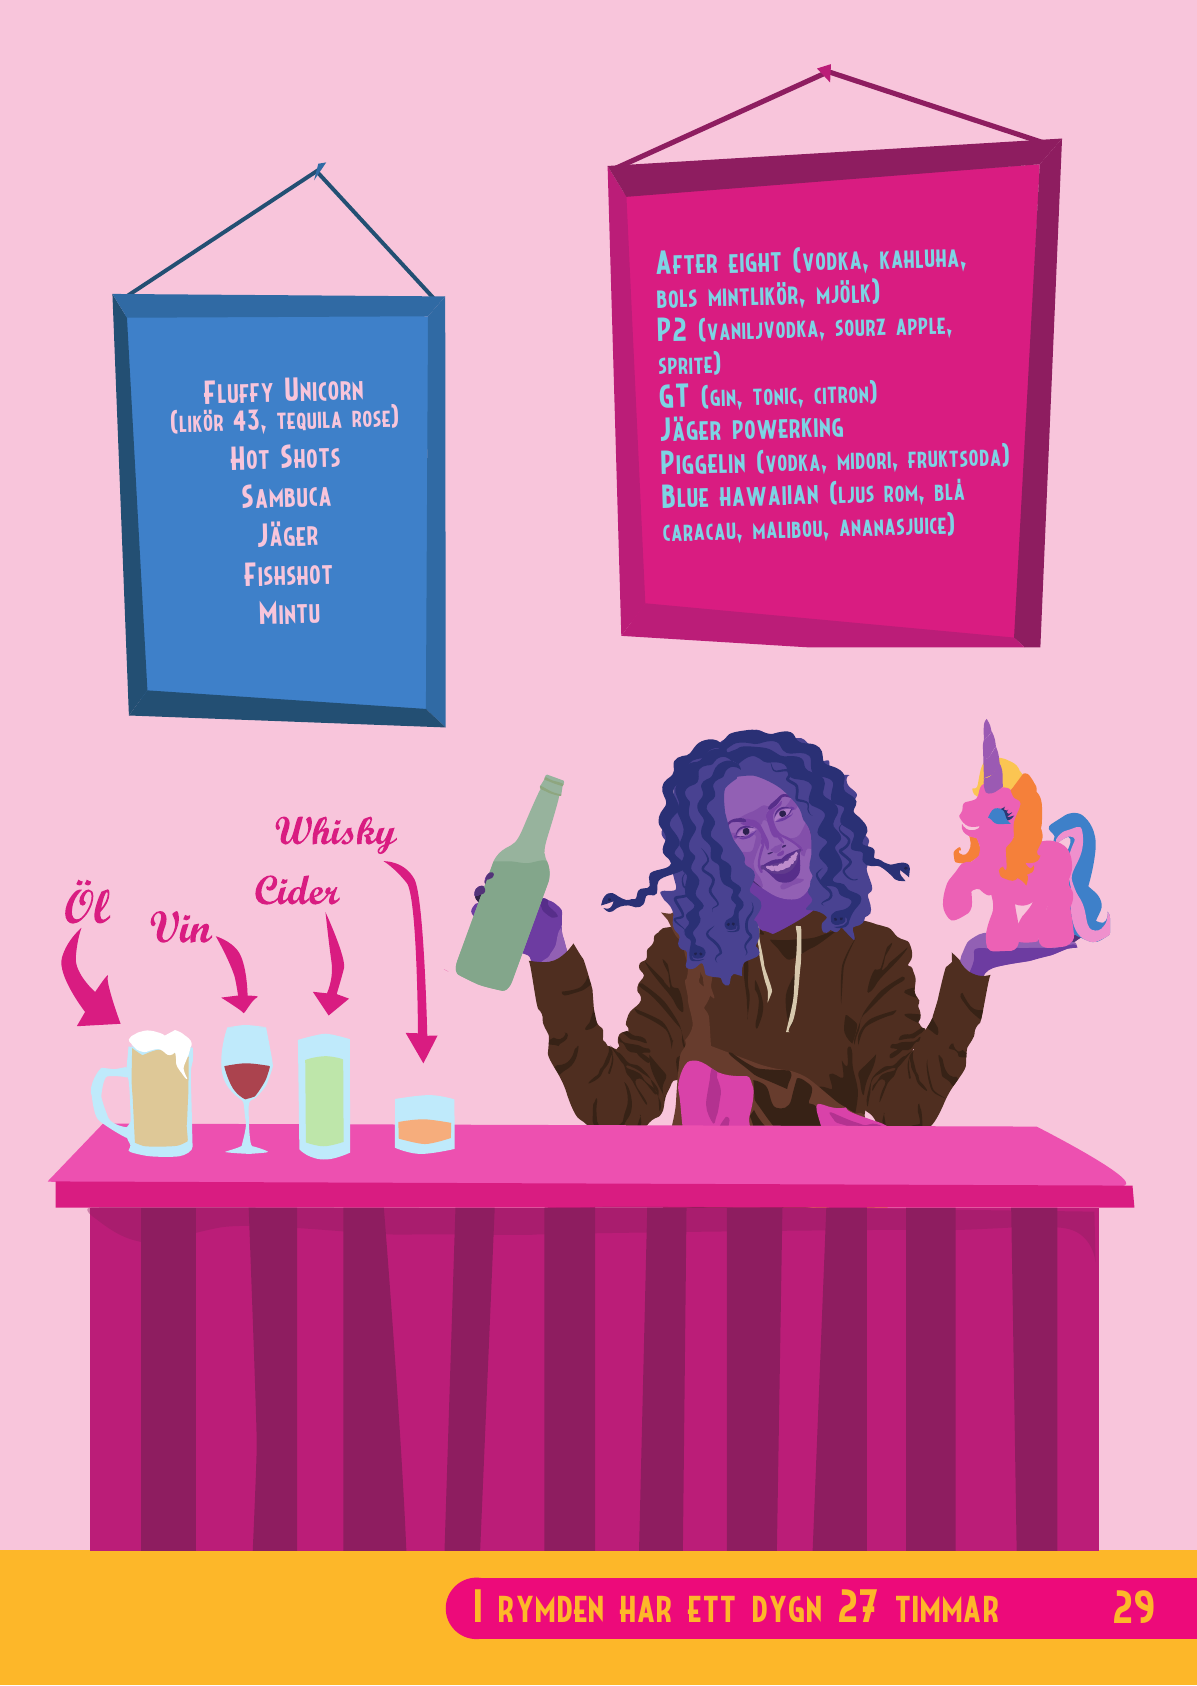 Fluffy Unicorn
(likör 43, tequila rose)
Hot Shots
Sambuca
Jäger
Fishshot
Mintu
After eight (vodka, kahluha,
bols mintlikör, mjölk)
P2 (vaniljvodka, sourz apple,
sprite)
GT (gin, tonic, citron)
Jäger powerking
Piggelin (vodka, midori, fruktsoda)
Blue hawaiian (ljus rom, blå
caracau, malibou, ananasjuice)
Whisky
Cider
Öl
Vin
I rymden har ett dygn 27 timmar 29